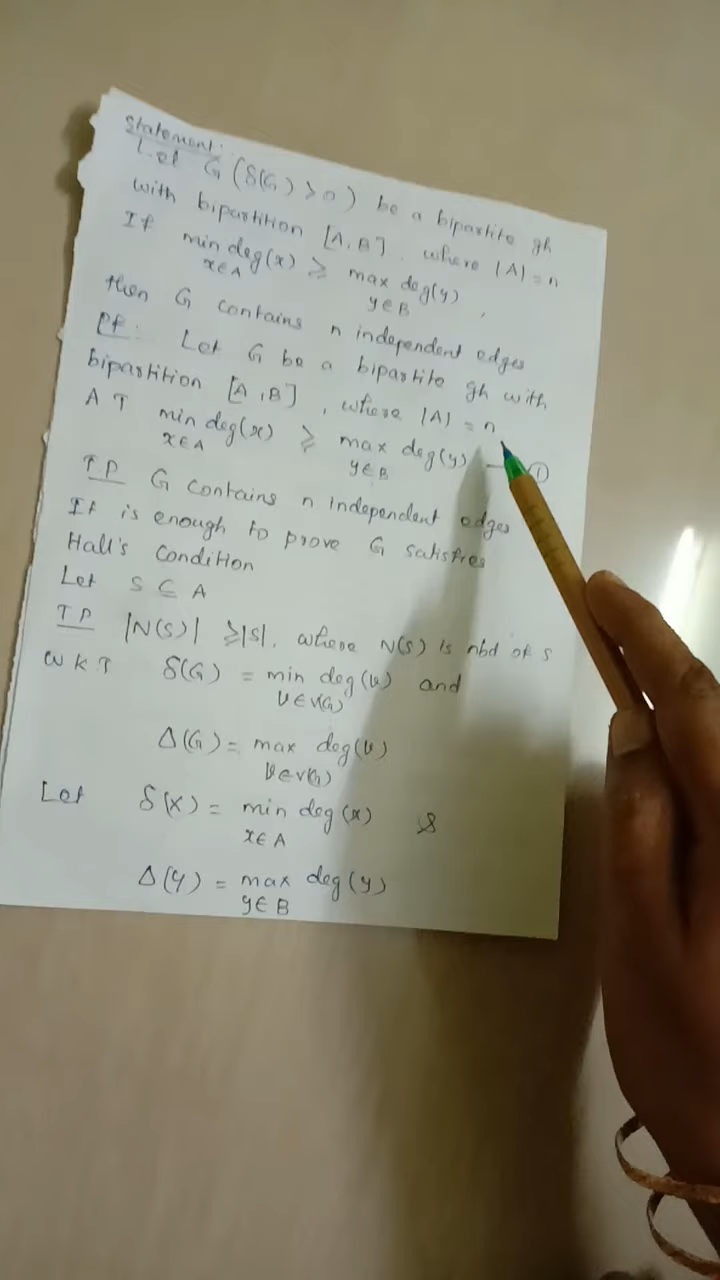 Statement:
Let G (δ(G) > 0) be a bipartite gh
with bipartition [A, B], where |A| = n
If min deg(x) ≥ max deg(y),
x∈A y∈B
then G contains n independent edges
Pf: Let G be a bipartite gh with
bipartition [A, B], where |A| = n
A T min deg(x) ≥ max deg(y) — ①
x∈A y∈B
TP G contains n independent edges
It is enough to prove G satisfies
Hall's Condition
Let S ⊆ A
TP |N(S)| ≥ |S|, where N(S) is nbd of S
W K T δ(G) = min deg(v) and
v∈V(G)
Δ(G) = max deg(v)
v∈V(G)
Let δ(X) = min deg(x) &
x∈A
Δ(Y) = max deg(y)
y∈B